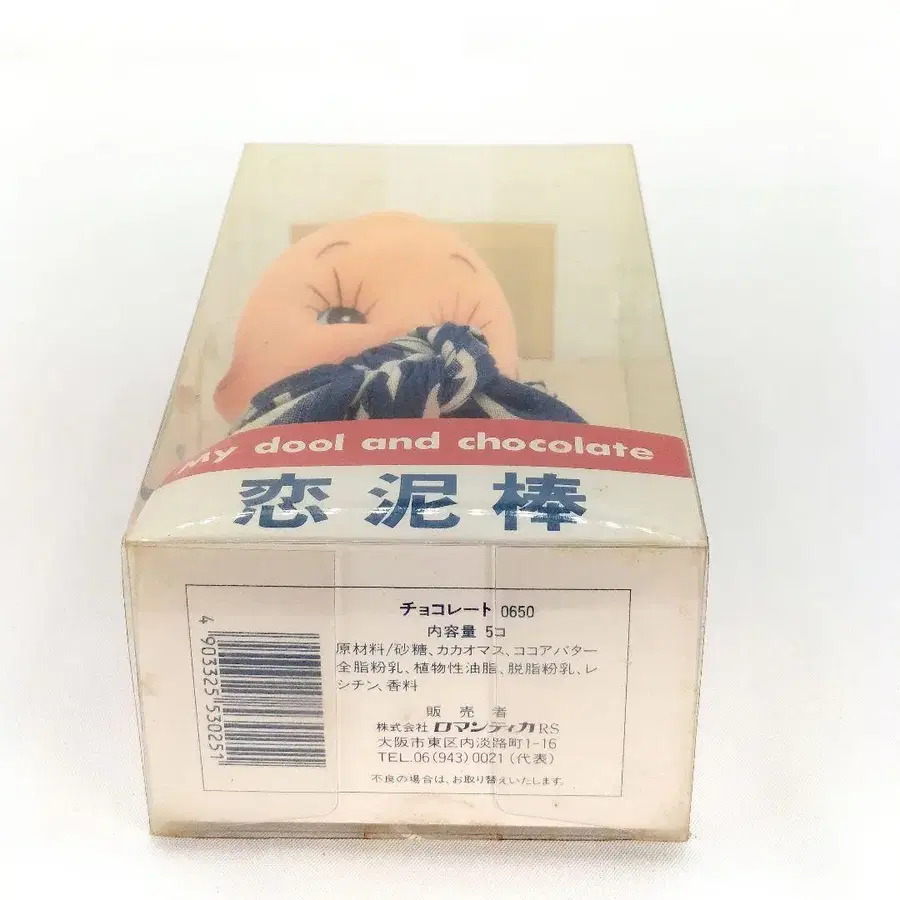 My dool and chocolate
恋泥棒
チョコレート 0650
内容量 5コ
原材料/砂糖、カカオマス、ココアバター
全脂粉乳、植物性油脂、脱脂粉乳、レ
シチン、香料
販売者
株式会社 ロマンティカRS
大阪市東区内淡路町1-16
TEL.06(943)0021(代表)
不良の場合は、お取り替えいたします。
4903325530251